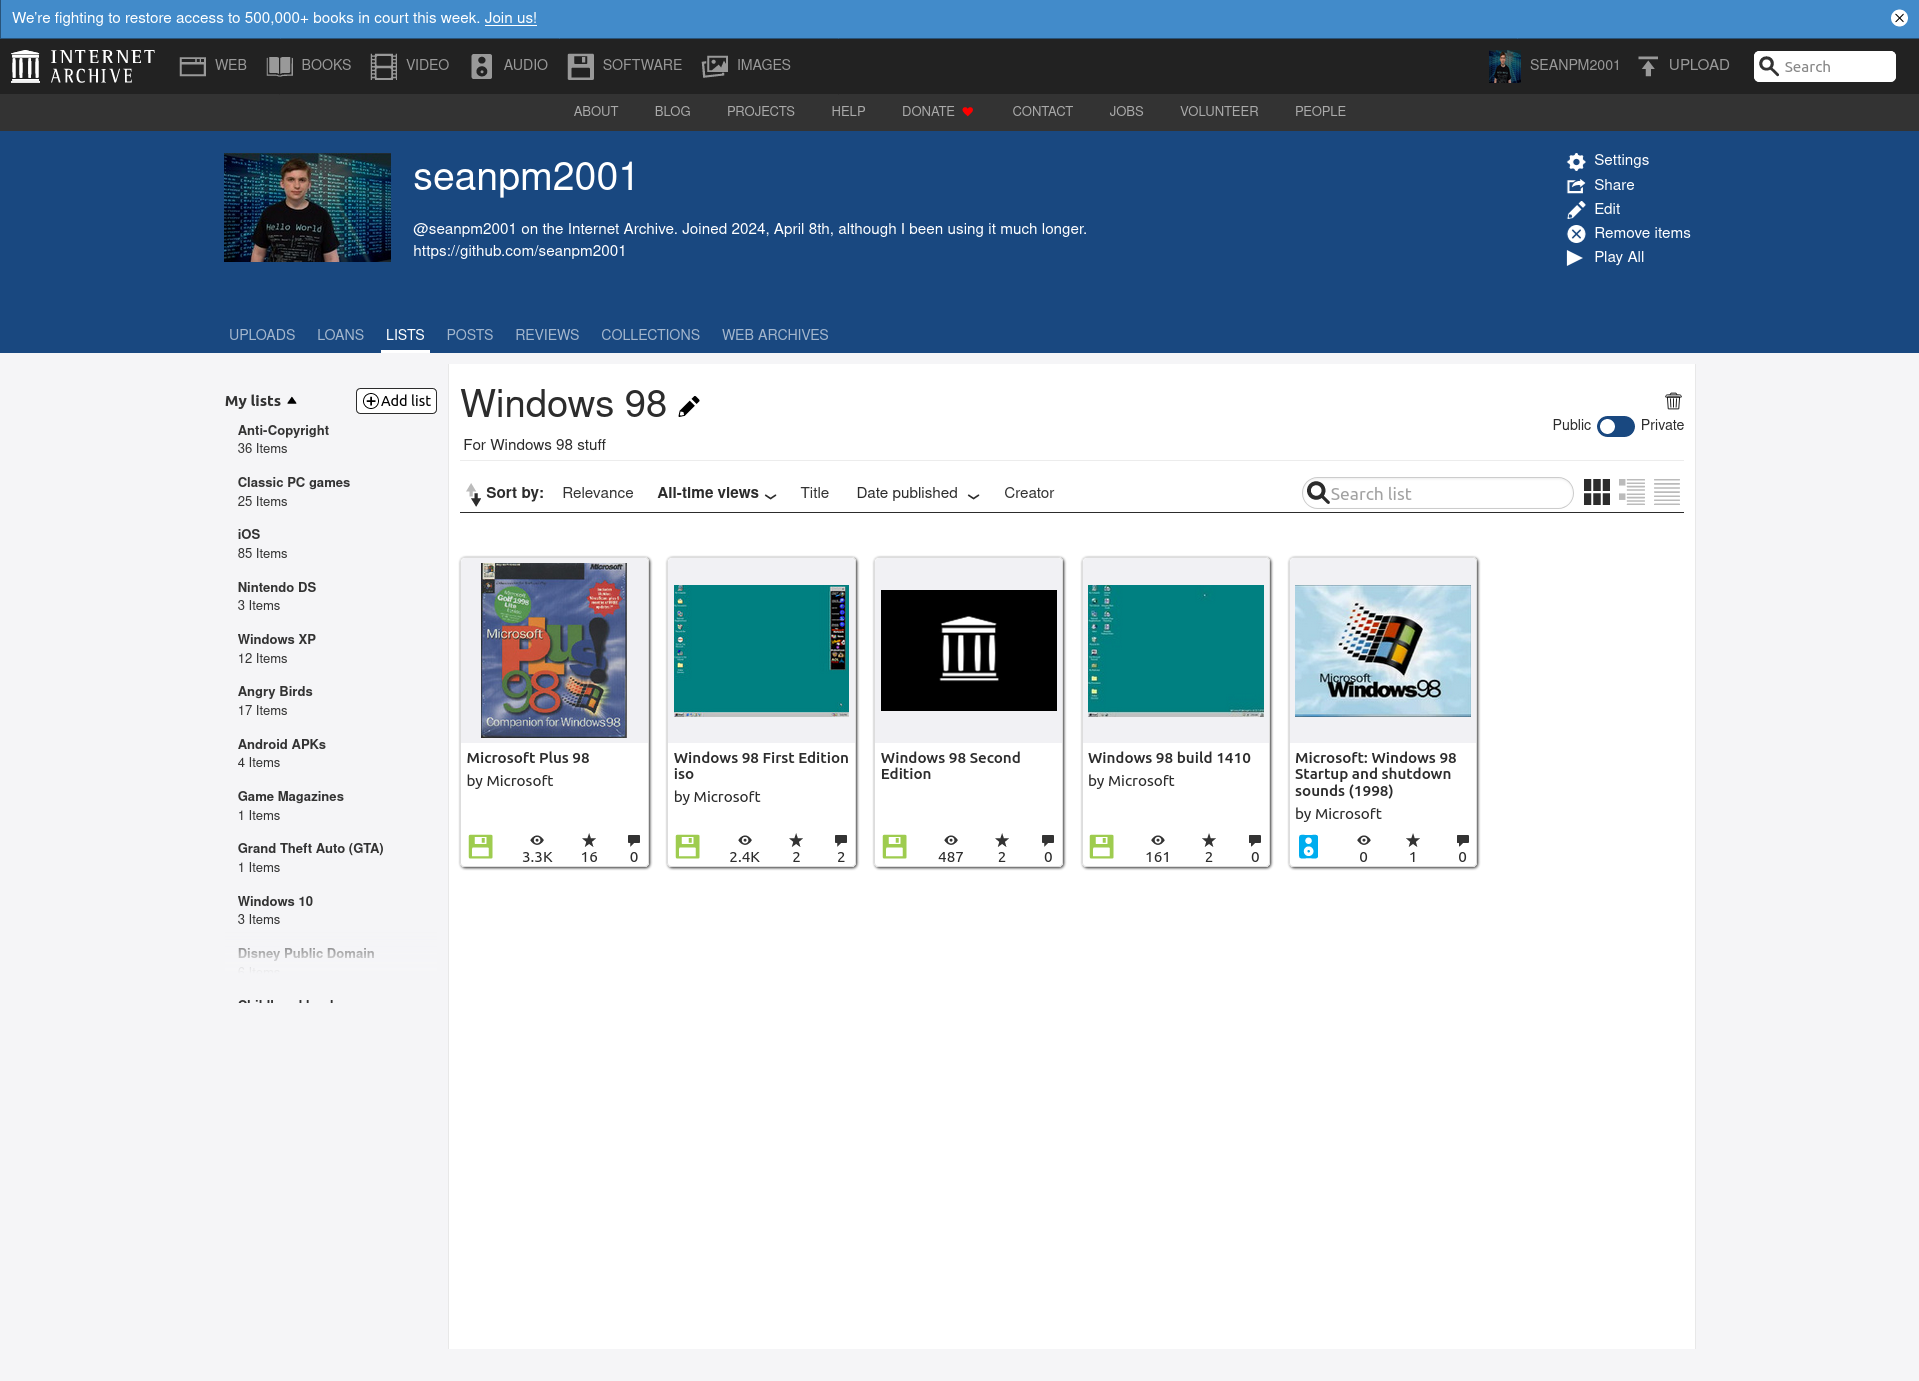 We're fighting to restore access to 500,000+ books in court this week. Join us!
INTERNET ARCHIVE
WEB BOOKS VIDEO AUDIO SOFTWARE IMAGES SEANPM2001 UPLOAD Search
ABOUT BLOG PROJECTS HELP DONATE CONTACT JOBS VOLUNTEER PEOPLE
Hello World
seanpm2001
@seanpm2001 on the Internet Archive. Joined 2024, April 8th, although I been using it much longer.
https://github.com/seanpm2001
Settings
Share
Edit
Remove items
Play All
UPLOADS LOANS LISTS POSTS REVIEWS COLLECTIONS WEB ARCHIVES
My lists Add list
Anti-Copyright
36 Items
Classic PC games
25 Items
iOS
85 Items
Nintendo DS
3 Items
Windows XP
12 Items
Angry Birds
17 Items
Android APKs
4 Items
Game Magazines
1 Items
Grand Theft Auto (GTA)
1 Items
Windows 10
3 Items
Disney Public Domain
Windows 98
For Windows 98 stuff
Public Private
Sort by: Relevance All-time views Title Date published Creator Search list
Microsoft
Microsoft
Golf 1998
Lite
Microsoft
Plus!
98
Companion for Windows 98
Microsoft Plus 98
by Microsoft
3.3K 16 0
Windows 98 First Edition
iso
by Microsoft
2.4K 2 2
Windows 98 Second
Edition
487 2 0
Windows 98 build 1410
by Microsoft
161 2 0
Microsoft
Windows98
Microsoft: Windows 98
Startup and shutdown
sounds (1998)
by Microsoft
0 1 0